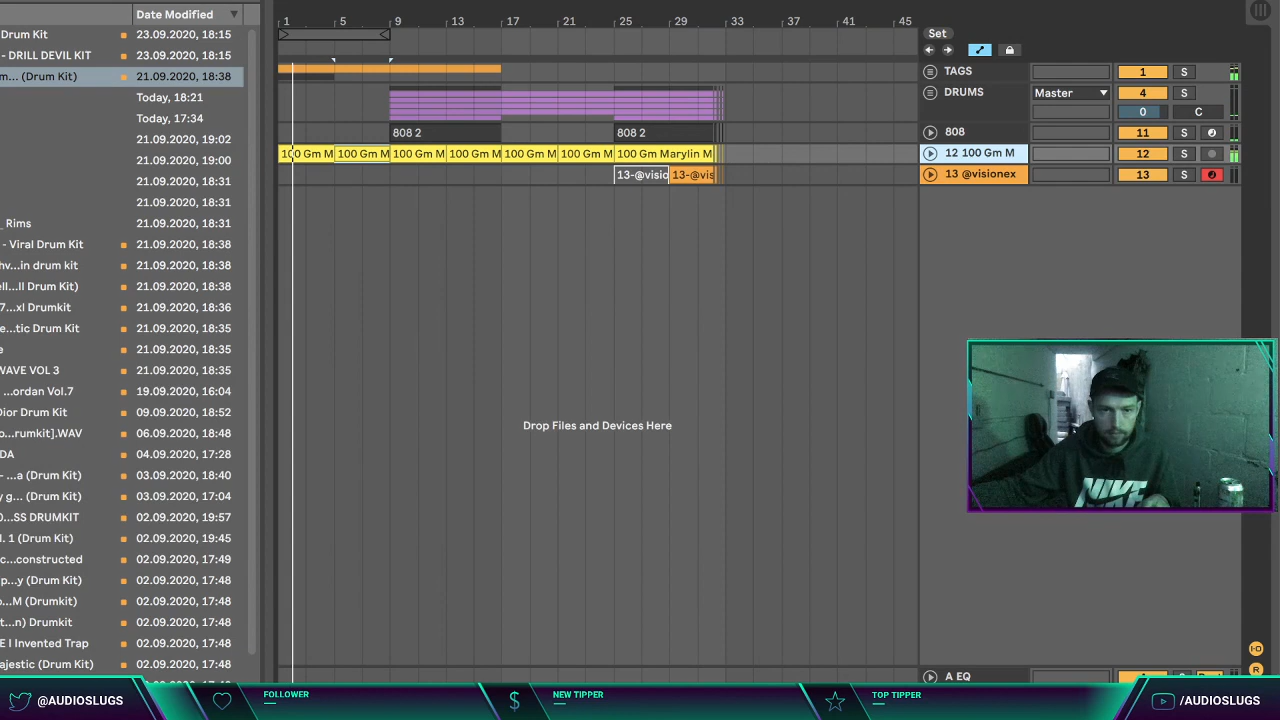 Date Modified
Drum Kit 23.09.2020, 18:15
- DRILL DEVIL KIT 23.09.2020, 18:15
m... (Drum Kit) 21.09.2020, 18:38
Today, 18:21
Today, 17:34
21.09.2020, 19:02
21.09.2020, 19:00
21.09.2020, 18:31
21.09.2020, 18:31
_ Rims 21.09.2020, 18:31
- Viral Drum Kit 21.09.2020, 18:38
hv...in drum kit 21.09.2020, 18:38
ell...ll Drum Kit) 21.09.2020, 18:38
7...xl Drumkit 21.09.2020, 18:36
e...tic Drum Kit 21.09.2020, 18:35
e 21.09.2020, 18:35
WAVE VOL 3 21.09.2020, 18:35
...ordan Vol.7 19.09.2020, 16:04
Dior Drum Kit 09.09.2020, 18:52
o...rumkit].WAV 06.09.2020, 18:48
DA 04.09.2020, 17:28
- ...a (Drum Kit) 03.09.2020, 18:40
y g... (Drum Kit) 03.09.2020, 17:04
0...SS DRUMKIT 02.09.2020, 19:57
. 1 (Drum Kit) 02.09.2020, 19:45
c...constructed 02.09.2020, 17:49
p...y (Drum Kit) 02.09.2020, 17:48
o...M (Drumkit) 02.09.2020, 17:48
t...n) Drumkit 02.09.2020, 17:48
E I Invented Trap 02.09.2020, 17:48
ajestic (Drum Kit) 02.09.2020, 17:48
1 5 9 13 17 21 25 29 33 37 41 45
808 2 808 2
100 Gm M 100 Gm M 100 Gm M 100 Gm M 100 Gm M 100 Gm M 100 Gm Marylin M
13-@visio 13-@vis
Drop Files and Devices Here
Set
TAGS 1 S
DRUMS Master 4 S
0 C
808 11 S
12 100 Gm M 12 S
13 @visionex 13 S
NIKE
I·O
R
A EQ
@AUDIOSLUGS
FOLLOWER
NEW TIPPER
TOP TIPPER
/AUDIOSLUGS